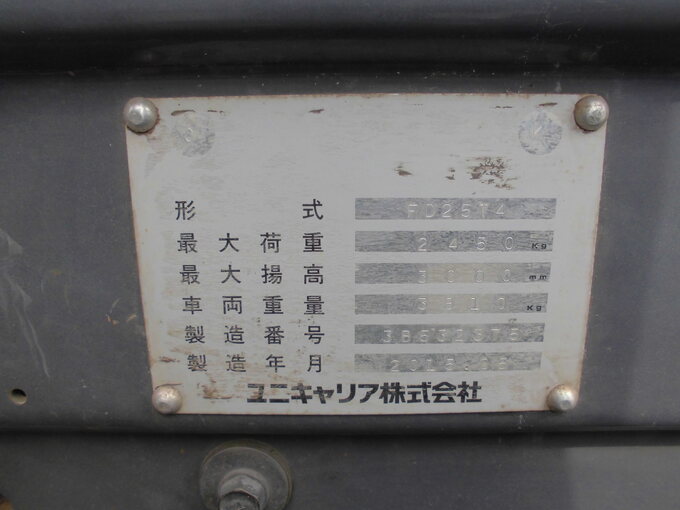 形式 FD25T4
最大荷重 2450 Kg
最大揚高 3000 mm
車両重量 Kg
製造番号
製造年月
ユニキャリア株式会社